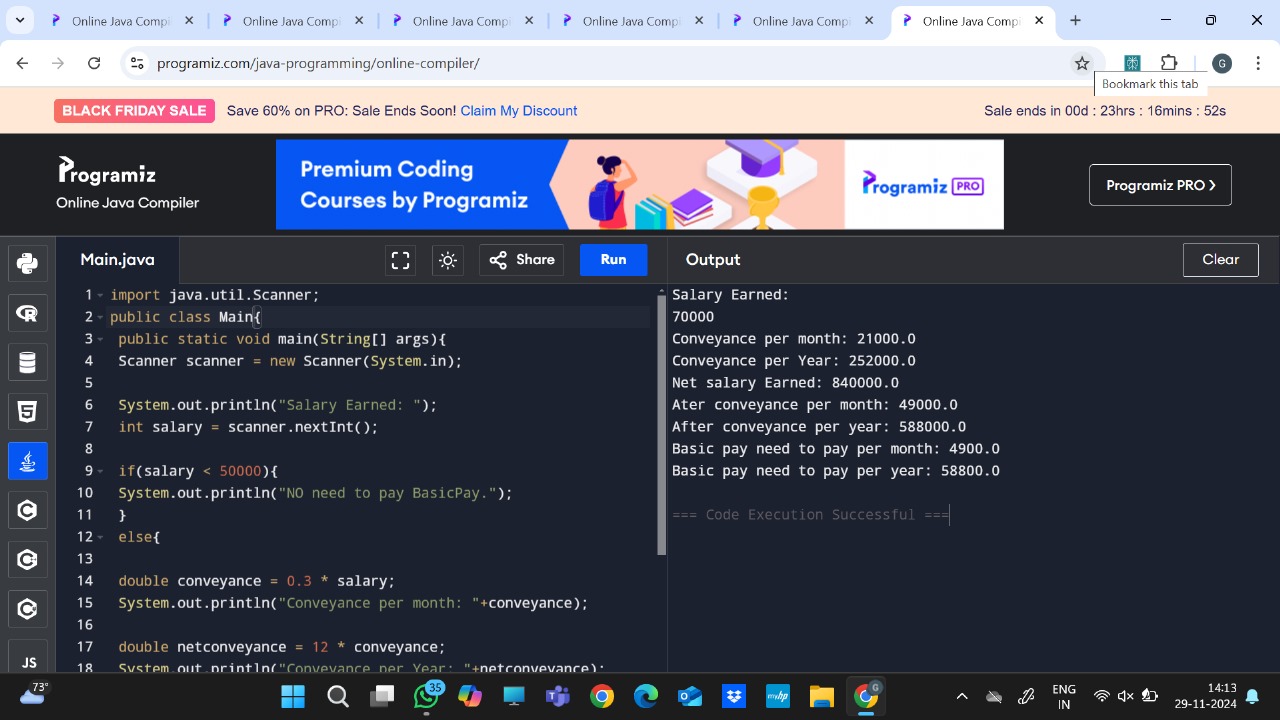 Online Java Compi
Online Java Compi
Online Java Compi
Online Java Compi
Online Java Compi
Online Java Compi
programiz.com/java-programming/online-compiler/
G
Bookmark this tab
BLACK FRIDAY SALE Save 60% on PRO: Sale Ends Soon! Claim My Discount
Sale ends in 00d : 23hrs : 16mins : 52s
Programiz
Online Java Compiler
Premium Coding
Courses by Programiz
Programiz PRO
Programiz PRO ›
Main.java
Share
Run
Output
Clear
1 import java.util.Scanner;
2 public class Main{
3 public static void main(String[] args){
4 Scanner scanner = new Scanner(System.in);
5
6 System.out.println("Salary Earned: ");
7 int salary = scanner.nextInt();
8
9 if(salary < 50000){
10 System.out.println("NO need to pay BasicPay.");
11 }
12 else{
13
14 double conveyance = 0.3 * salary;
15 System.out.println("Conveyance per month: "+conveyance);
16
17 double netconveyance = 12 * conveyance;
18 System.out.println("Conveyance per Year: "+netconveyance);
Salary Earned:
70000
Conveyance per month: 21000.0
Conveyance per Year: 252000.0
Net salary Earned: 840000.0
Ater conveyance per month: 49000.0
After conveyance per year: 588000.0
Basic pay need to pay per month: 4900.0
Basic pay need to pay per year: 58800.0
=== Code Execution Successful ===
JS
73°
35
myhp
G
ENG
IN
14:13
29-11-2024